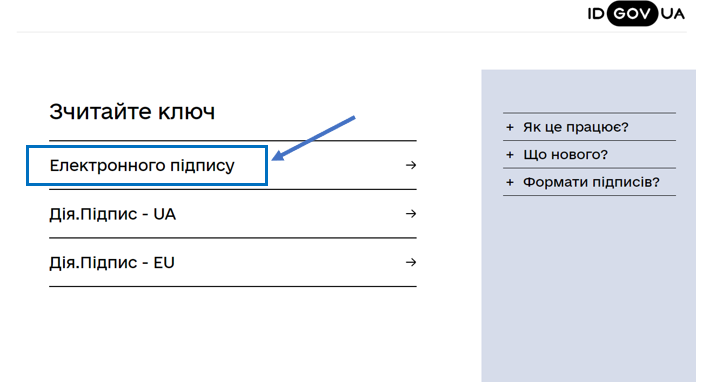 ID GOV UA
Зчитайте ключ
Електронного підпису
Дія.Підпис - UA
Дія.Підпис - EU
+ Як це працює?
+ Що нового?
+ Формати підписів?